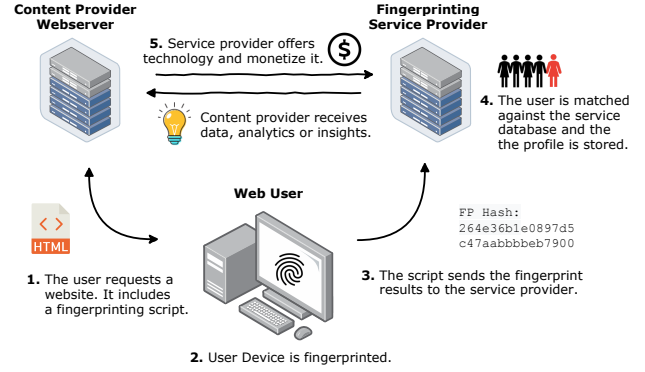 Content Provider
Webserver
Fingerprinting
Service Provider
5. Service provider offers
technology and monetize it.
$
Content provider receives
data, analytics or insights.
4. The user is matched
against the service
database and the
the profile is stored.
Web User
HTML
FP Hash:
264e36b1e0897d5
c47aabbbbeb7900
1. The user requests a
website. It includes
a fingerprinting script.
3. The script sends the fingerprint
results to the service provider.
2. User Device is fingerprinted.